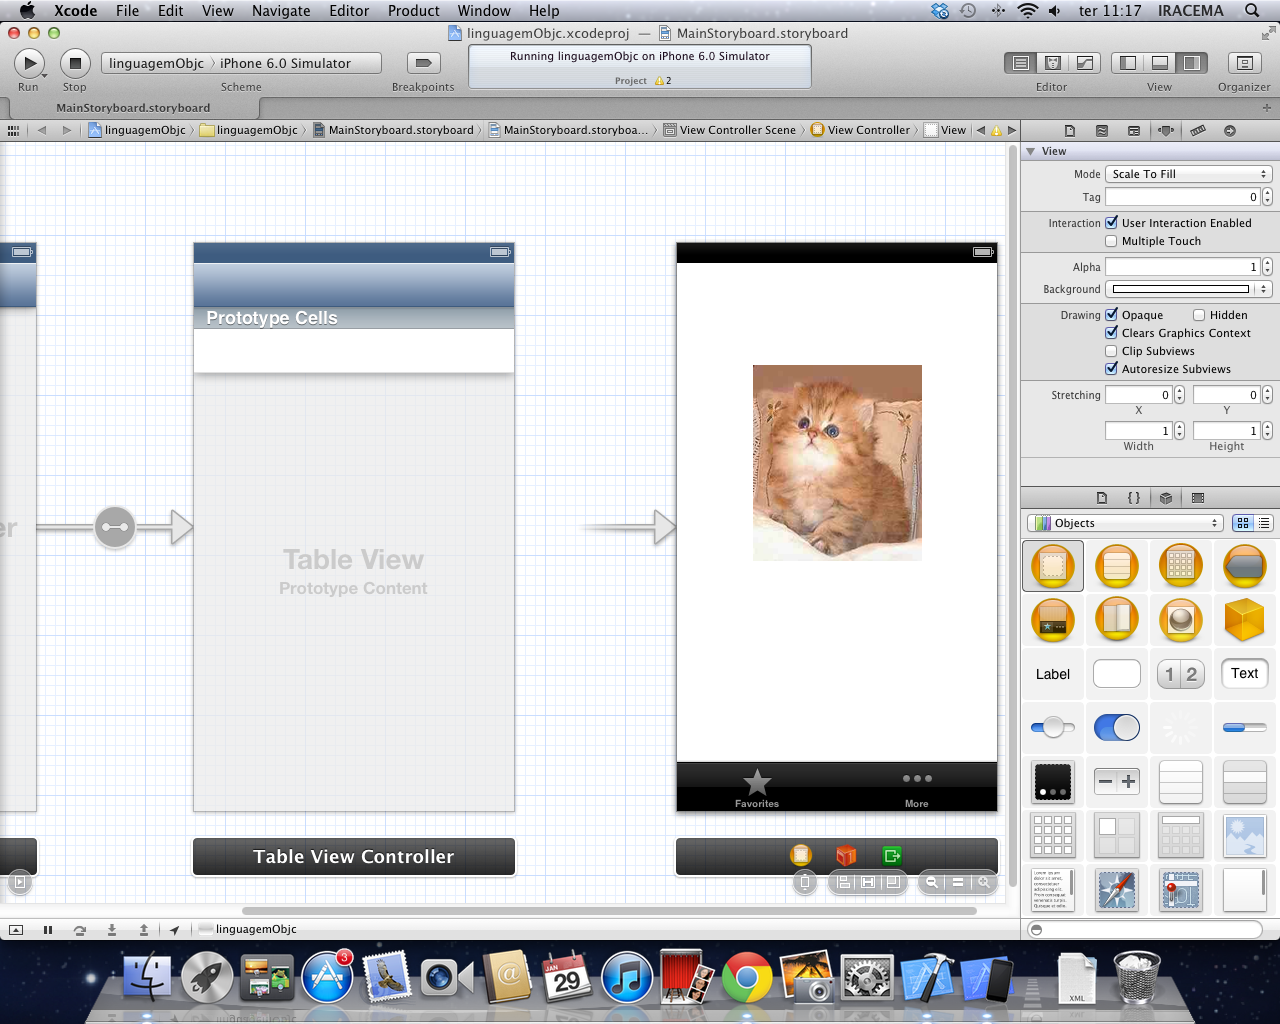 Xcode File Edit View Navigate Editor Product Window Help ter 11:17 IRACEMA
linguagemObjc.xcodeproj — MainStoryboard.storyboard
linguagemObjc 〉 iPhone 6.0 Simulator
Running linguagemObjc on iPhone 6.0 Simulator
Project 2
Run Stop Scheme Breakpoints Editor View Organizer
MainStoryboard.storyboard
linguagemObjc linguagemObjc MainStoryboard.storyboard MainStoryboard.storyboa... View Controller Scene View Controller View
View
Mode Scale To Fill
Tag 0
Interaction User Interaction Enabled
Multiple Touch
Alpha 1
Background
Drawing Opaque Hidden
Clears Graphics Context
Clip Subviews
Autoresize Subviews
Stretching 0 0
X Y
1 1
Width Height
Prototype Cells
er
Table View
Prototype Content
Favorites More
Table View Controller
Objects
Label 1 2 Text
linguagemObjc
3
JAN
29
XML